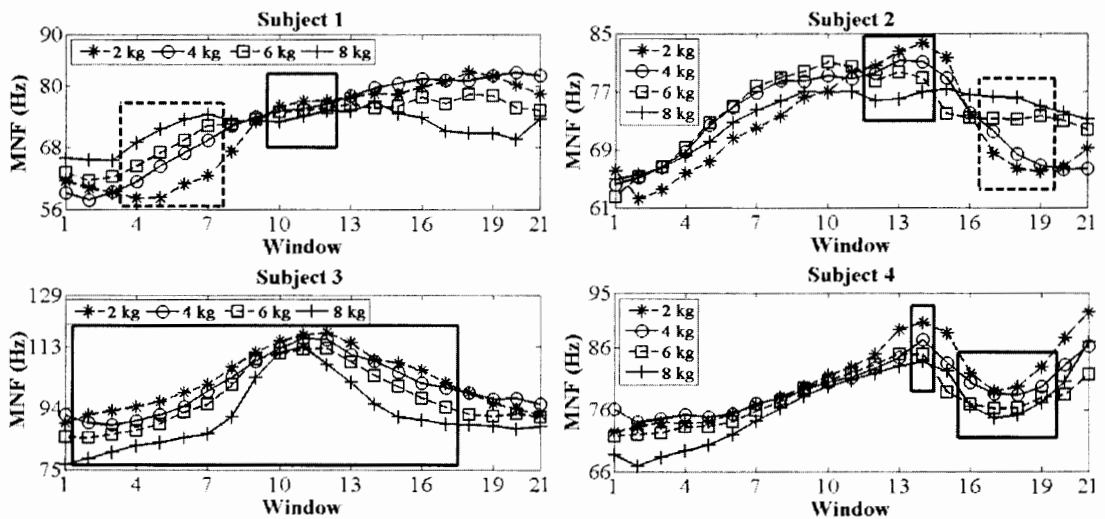 Subject 1
90
80
68
56
MNF (Hz)
2 kg 4 kg 6 kg 8 kg
1 4 7 10 13 16 19 21
Window
Subject 2
85
77
69
61
MNF (Hz)
2 kg
4 kg
6 kg
8 kg
1 4 7 10 13 16 19 21
Window
Subject 3
129
113
94
75
MNF (Hz)
2 kg 4 kg 6 kg 8 kg
1 4 7 10 13 16 19 21
Window
Subject 4
95
86
76
66
MNF (Hz)
2 kg
4 kg
6 kg
8 kg
1 4 7 10 13 16 19 21
Window